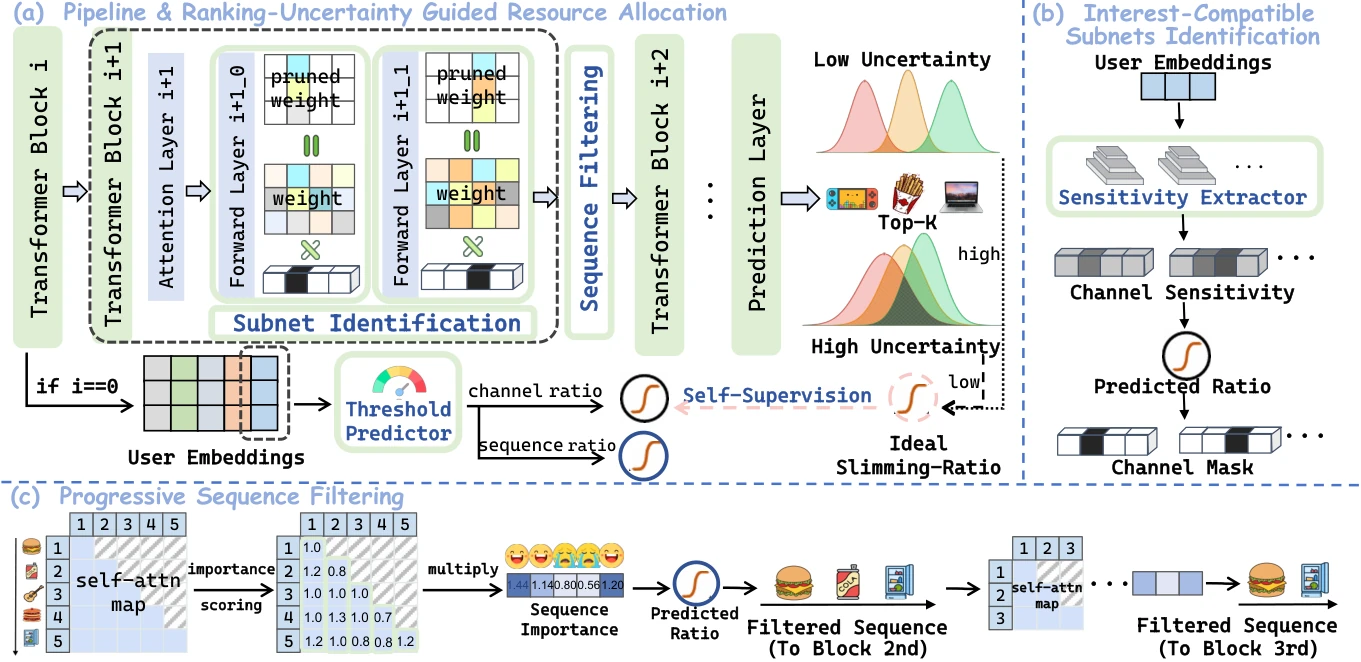 (a) Pipeline & Ranking-Uncertainty Guided Resource Allocation
Transformer Block i
Transformer Block i+1
Attention Layer i+1
Forward Layer i+1_0
pruned
weight
weight
Forward Layer i+1_1
pruned
weight
weight
Subnet Identification
Sequence Filtering
Transformer Block i+2
Prediction Layer
Low Uncertainty
Top-K
high
High Uncertainty
low
if i==0
User Embeddings
Threshold
Predictor
channel ratio
sequence ratio
Self-Supervision
Ideal
Slimming-Ratio
(b) Interest-Compatible
Subnets Identification
User Embeddings
Sensitivity Extractor
Channel Sensitivity
Predicted Ratio
Channel Mask
(c) Progressive Sequence Filtering
1 2 3 4 5
1
2
3
4
5
self-attn
map
importance
scoring
1 2 3 4 5
1 1.0
2 1.2 0.8
3 1.0 1.0 1.0
4 1.0 1.3 1.0 0.7
5 1.2 1.0 0.8 0.8 1.2
multiply
1.44 1.14 0.80 0.56 1.20
Sequence
Importance
Predicted
Ratio
COLA
Filtered Sequence
(To Block 2nd)
1 2 3
1
2
3
self-attn
map
Filtered Sequence
(To Block 3rd)